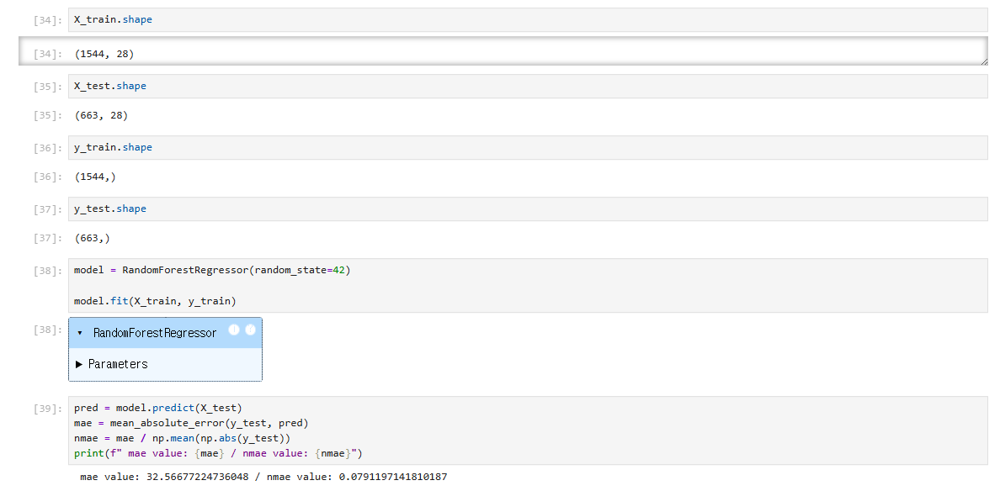 [34]: X_train.shape
[34]: (1544, 28)
[35]: X_test.shape
[35]: (663, 28)
[36]: y_train.shape
[36]: (1544,)
[37]: y_test.shape
[37]: (663,)
[38]: model = RandomForestRegressor(random_state=42)
model.fit(X_train, y_train)
[38]: ▾ RandomForestRegressor i i
▶ Parameters
[39]: pred = model.predict(X_test)
mae = mean_absolute_error(y_test, pred)
nmae = mae / np.mean(np.abs(y_test))
print(f" mae value: {mae} / nmae value: {nmae}")
mae value: 32.56677224736048 / nmae value: 0.0791197141810187